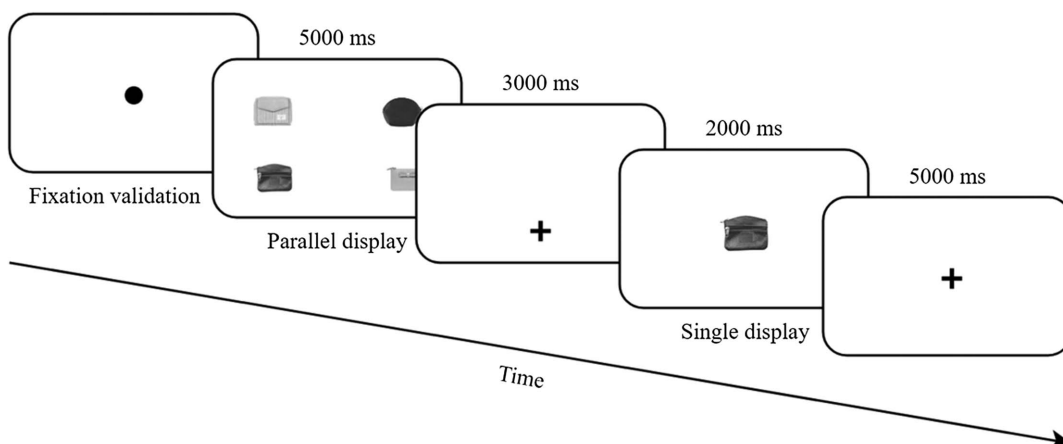 5000 ms
3000 ms
2000 ms
5000 ms
Fixation validation
Parallel display
Single display
Time